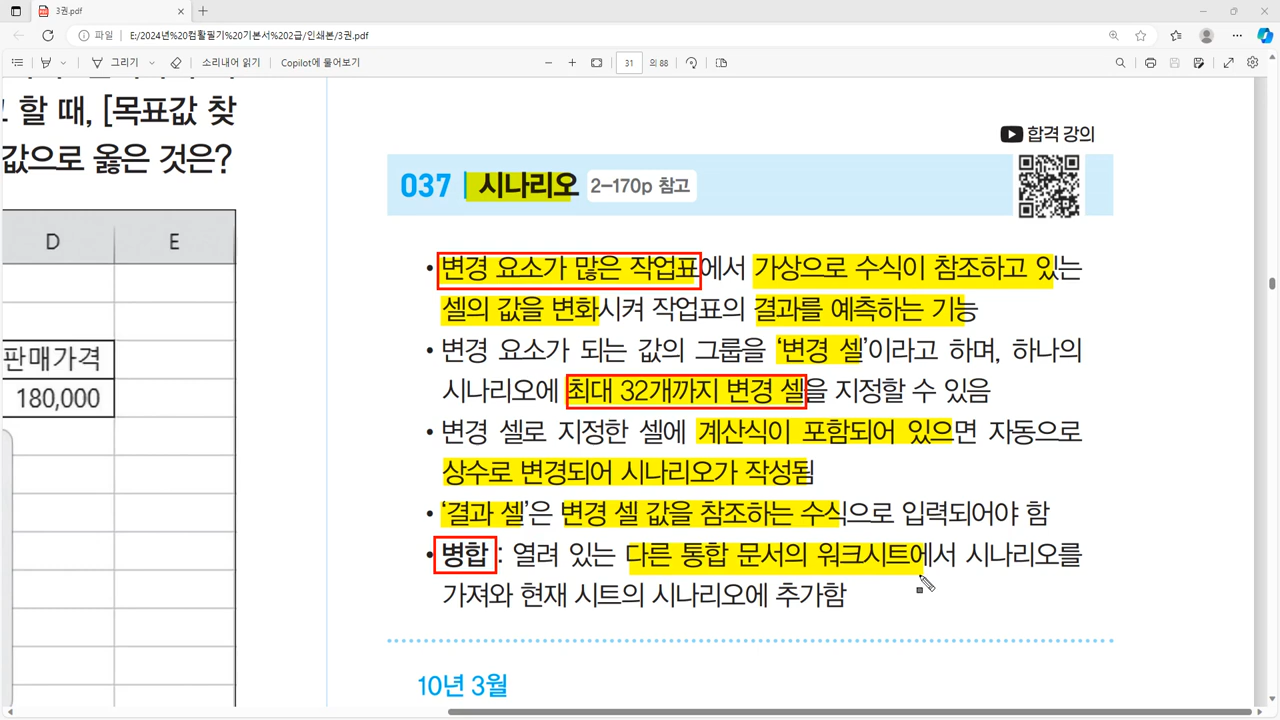 3권.pdf
파일
E:/2024년%20컴활필기%20기본서%202급/인쇄본/3권.pdf
그리기
소리내어 읽기
Copilot에 물어보기
31
의 88
할 때, [목표값 찾
값으로 옳은 것은?
D E
판매가격
180,000
합격 강의
037 시나리오 2-170p 참고
• 변경 요소가 많은 작업표에서 가상으로 수식이 참조하고 있는
셀의 값을 변화시켜 작업표의 결과를 예측하는 기능
• 변경 요소가 되는 값의 그룹을 ‘변경 셀’이라고 하며, 하나의
시나리오에 최대 32개까지 변경 셀을 지정할 수 있음
• 변경 셀로 지정한 셀에 계산식이 포함되어 있으면 자동으로
상수로 변경되어 시나리오가 작성됨
• ‘결과 셀’은 변경 셀 값을 참조하는 수식으로 입력되어야 함
• 병합 : 열려 있는 다른 통합 문서의 워크시트에서 시나리오를
가져와 현재 시트의 시나리오에 추가함
10년 3월